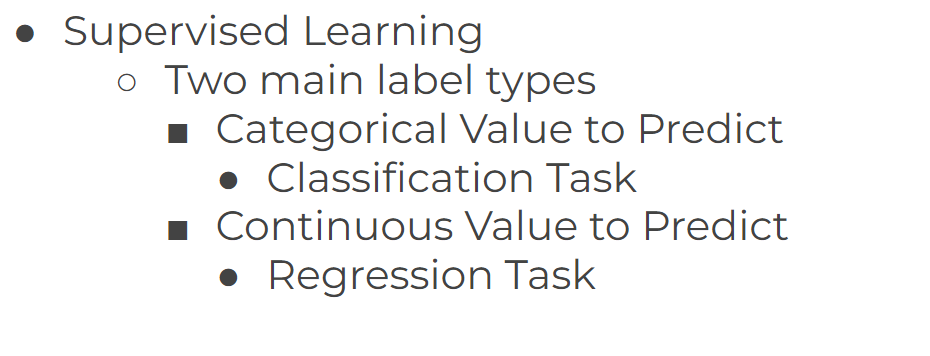 ● Supervised Learning
○ Two main label types
■ Categorical Value to Predict
● Classification Task
■ Continuous Value to Predict
● Regression Task